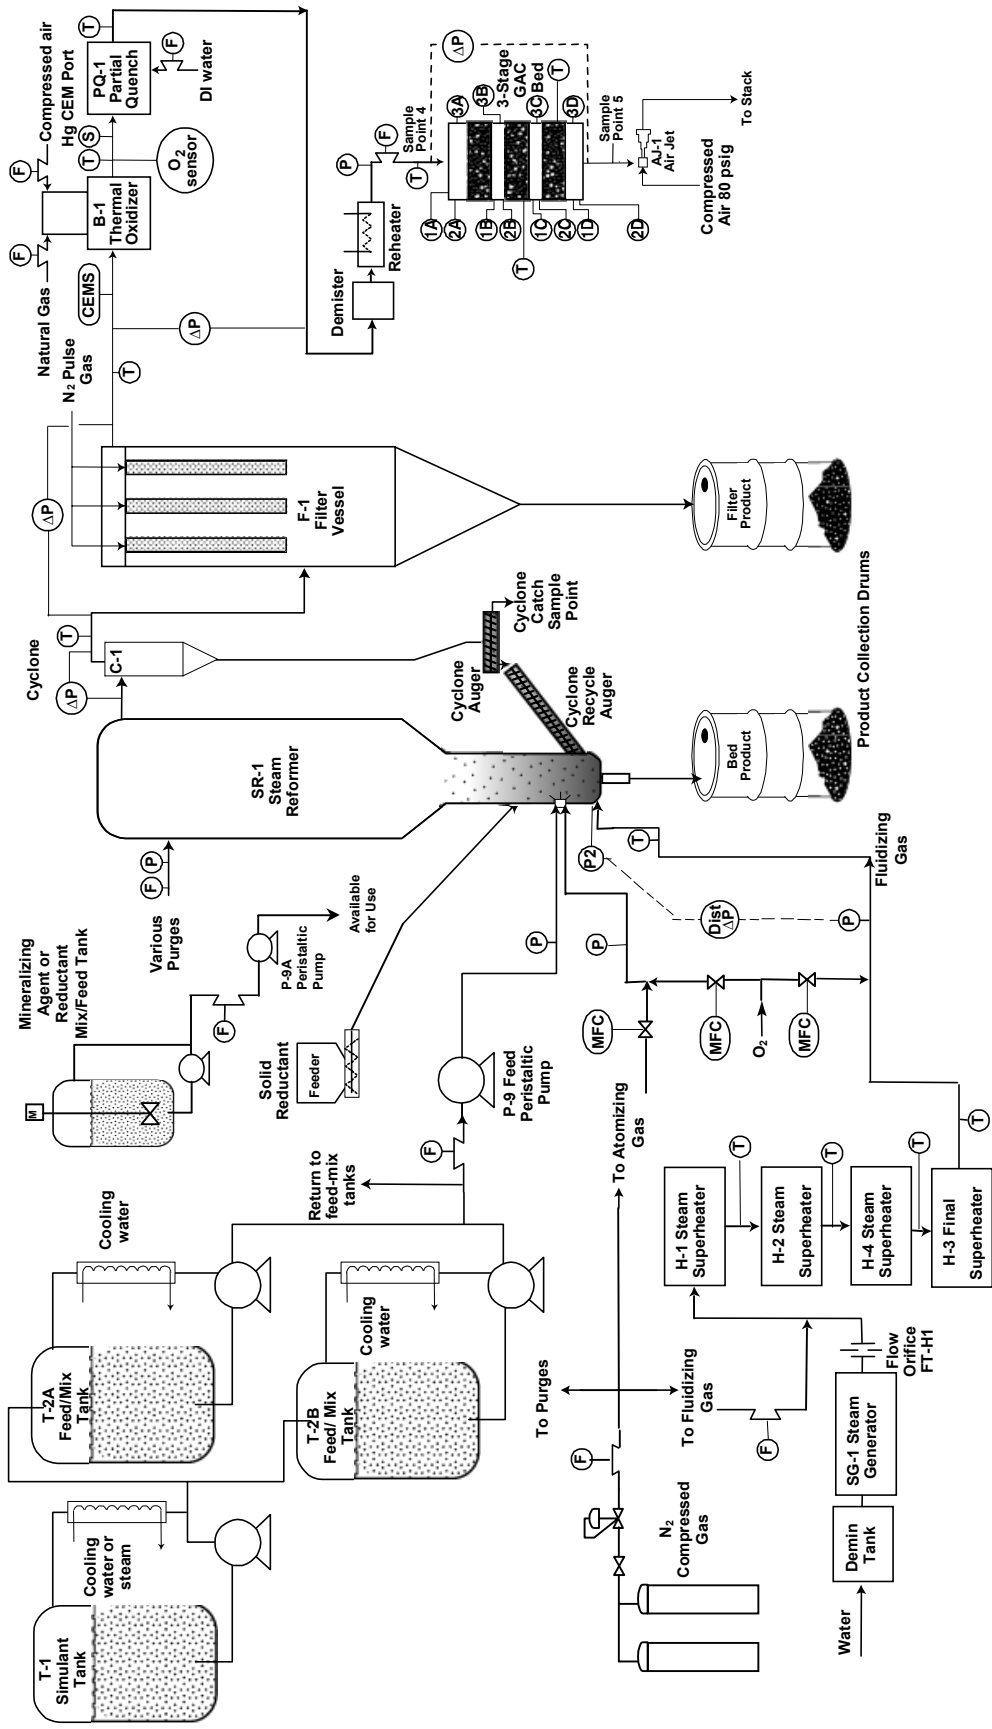 T-1
Simulant
Tank
Cooling
water or
steam
T-2A
Feed/Mix
Tank
Cooling
water
T-2B
Feed/ Mix
Tank
Cooling
water
Return to
feed-mix
tanks
F
P-9 Feed
Peristaltic
Pump
P
M
Mineralizing
Agent or
Reductant
Mix/Feed Tank
F
P-9A
Peristaltic
Pump
Available
for Use
Solid
Reductant
Feeder
Various
Purges
F
P
SR-1
Steam
Reformer
Cyclone
ΔP
T
C-1
Cyclone
Auger
Cyclone
Catch
Sample
Point
Cyclone
Recycle
Auger
ΔP
N2 Pulse
Gas
F-1
Filter
Vessel
T
ΔP
CEMS
Natural Gas
F
F
Compressed air
B-1
Thermal
Oxidizer
Hg CEM Port
T
S
O2
sensor
PQ-1
Partial
Quench
F
DI water
T
Demister
Reheater
P
F
T
Sample
Point 4
ΔP
3-Stage
GAC
Bed
1A
2A
3A
1B
2B
3B
1C
2C
3C
1D
2D
3D
T
T
Sample
Point 5
AJ-1
Air Jet
Compressed
Air 80 psig
To Stack
Bed
Product
Filter
Product
Product Collection Drums
P2
T
Dist
ΔP
P
Fluidizing
Gas
P
MFC
MFC
MFC
O2
To Atomizing
Gas
To Purges
To Fluidizing
Gas
F
F
N2
Compressed
Gas
Water
Demin
Tank
SG-1 Steam
Generator
Flow
Orifice
FT-H1
H-1 Steam
Superheater
T
H-2 Steam
Superheater
T
H-4 Steam
Superheater
T
H-3 Final
Superheater
T